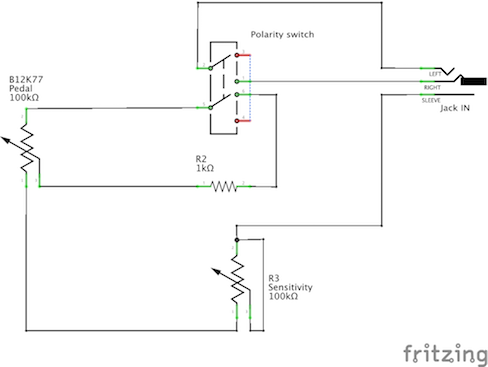 Polarity switch
LEFT
RIGHT
SLEEVE
Jack IN
B12K77
Pedal
100kΩ
R2
1kΩ
R3
Sensitivity
100kΩ
fritzing